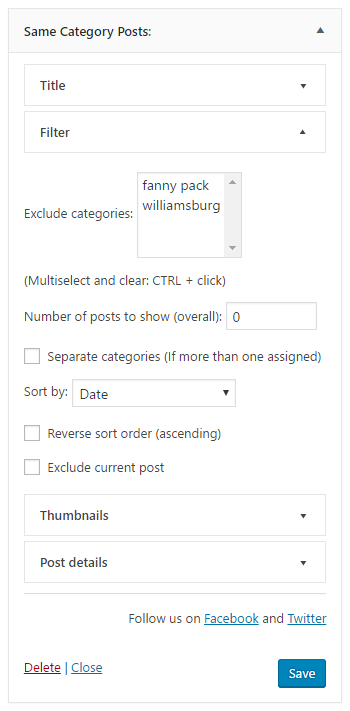 Same Category Posts:
Title
Filter
Exclude categories:
fanny pack
williamsburg
(Multiselect and clear: CTRL + click)
Number of posts to show (overall): 0
Separate categories (If more than one assigned)
Sort by: Date
Reverse sort order (ascending)
Exclude current post
Thumbnails
Post details
Follow us on Facebook and Twitter
Delete | Close Save